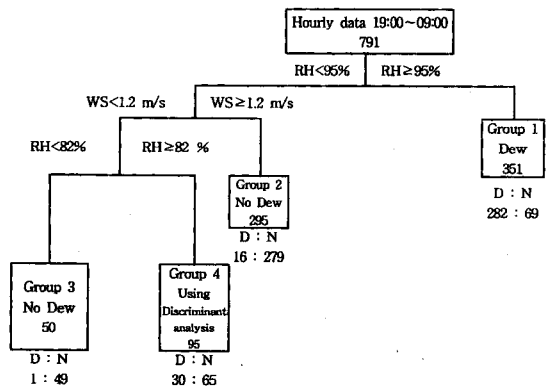 Hourly data 19:00~09:00
791
RH<95% RH≥95%
WS<1.2 m/s WS≥1.2 m/s
RH<82% RH≥82 %
Group 1
Dew
351
D : N
282 : 69
Group 2
No Dew
295
D : N
16 : 279
Group 3
No Dew
50
D : N
1 : 49
Group 4
Using
Discriminant
analysis
95
D : N
30 : 65